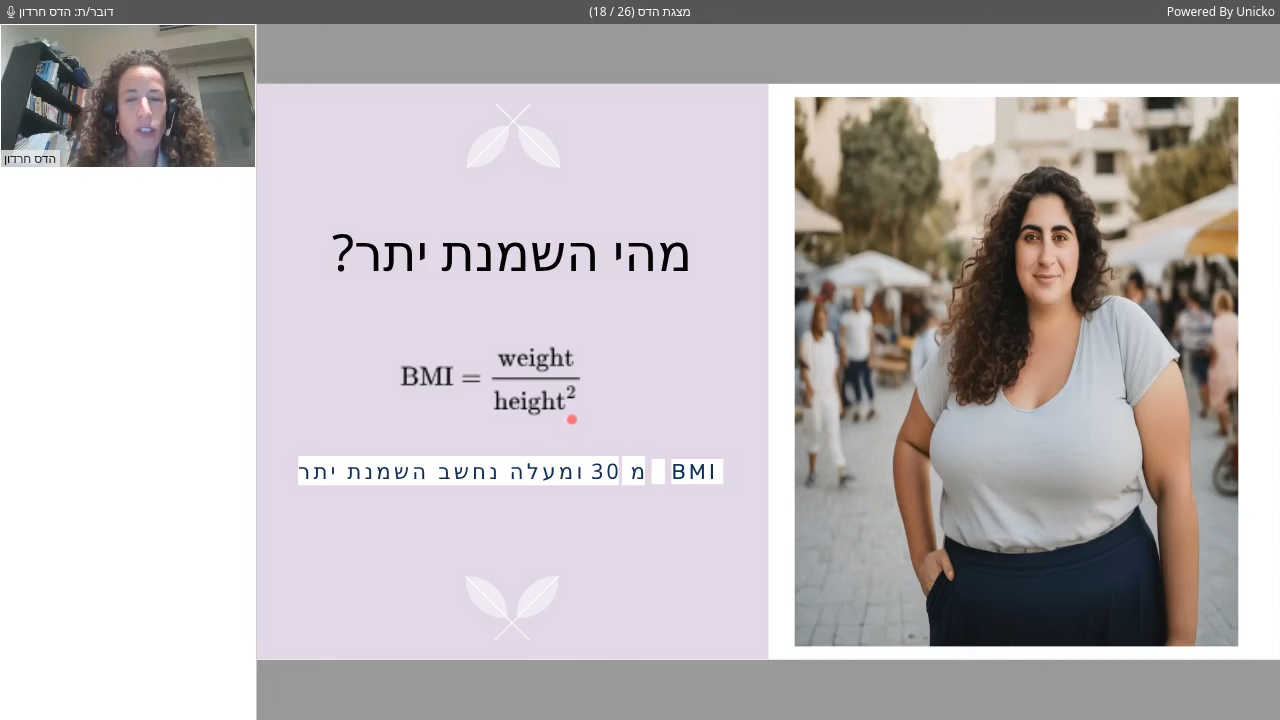 דובר/ת: הדס חרדון
מצגת הדס (26 / 18)
Powered By Unicko
הדס חרדון
מהי השמנת יתר?
BMI = weight / height²
BMI מ 30 ומעלה נחשב השמנת יתר